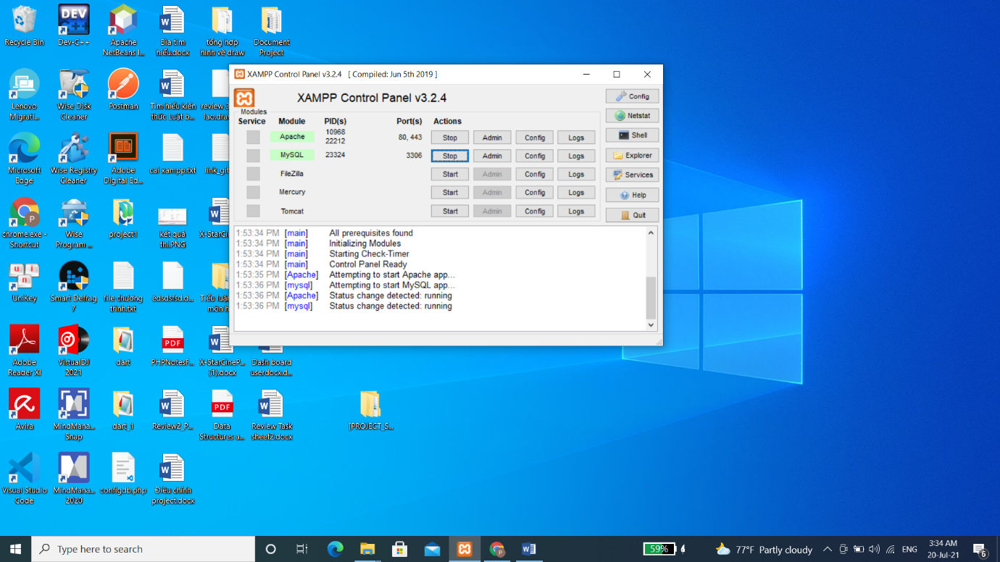 Recycle Bin
Dev-C++
Apache
NetBeans I...
Bìa tìm
hiểu.docx
tổng hợp
hình vẽ draw
Document
Project
Lenovo
Migrati...
Wise Disk
Cleaner
Postman
Tìm hiểu kiến
thức Luật b...
review 3
lao.draw
Microsoft
Edge
Wise Registry
Cleaner
Adobe
Digital Ed...
cai xampp.txt
link_git
chrome.exe -
Shortcut
Wise
Program ...
project1
kết quả
thi.PNG
X-StarCin
UniKey
Smart Defrag
7
file chương
trình.txt
edsdsfsd.d...
Tiểu luận
môn h
Adobe
Reader XI
VirtualDJ
2021
dart
PHPNotesF...
X-StarCineP...
(1).docx
Dash board
userdocx.d...
Avira
MindMana...
Snap
dart_1
Review2_P...
Data
Structures a...
Review Task
sheet2.docx
[PROJECT_S...
Visual Studio
Code
MindMana...
2020
configdb.php
Điều chỉnh
project.docx
XAMPP Control Panel v3.2.4 [ Compiled: Jun 5th 2019 ]
XAMPP Control Panel v3.2.4
Modules
Service Module PID(s) Port(s) Actions
Apache 10968 22212 80, 443 Stop Admin Config Logs
MySQL 23324 3306 Stop Admin Config Logs
FileZilla Start Admin Config Logs
Mercury Start Admin Config Logs
Tomcat Start Admin Config Logs
Config
Netstat
Shell
Explorer
Services
Help
Quit
1:53:34 PM [main] All prerequisites found
1:53:34 PM [main] Initializing Modules
1:53:34 PM [main] Starting Check-Timer
1:53:34 PM [main] Control Panel Ready
1:53:35 PM [Apache] Attempting to start Apache app...
1:53:36 PM [mysql] Attempting to start MySQL app...
1:53:36 PM [Apache] Status change detected: running
1:53:36 PM [mysql] Status change detected: running
Type here to search
59%
77°F Partly cloudy
ENG
3:34 AM
20-Jul-21
6